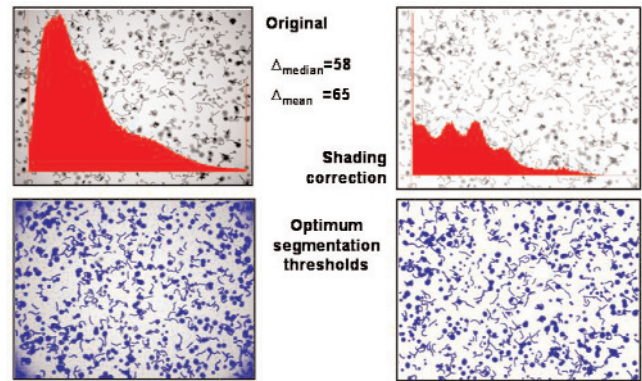 Original
Δmedian=58
Δmean =65
Shading
correction
Optimum
segmentation
thresholds